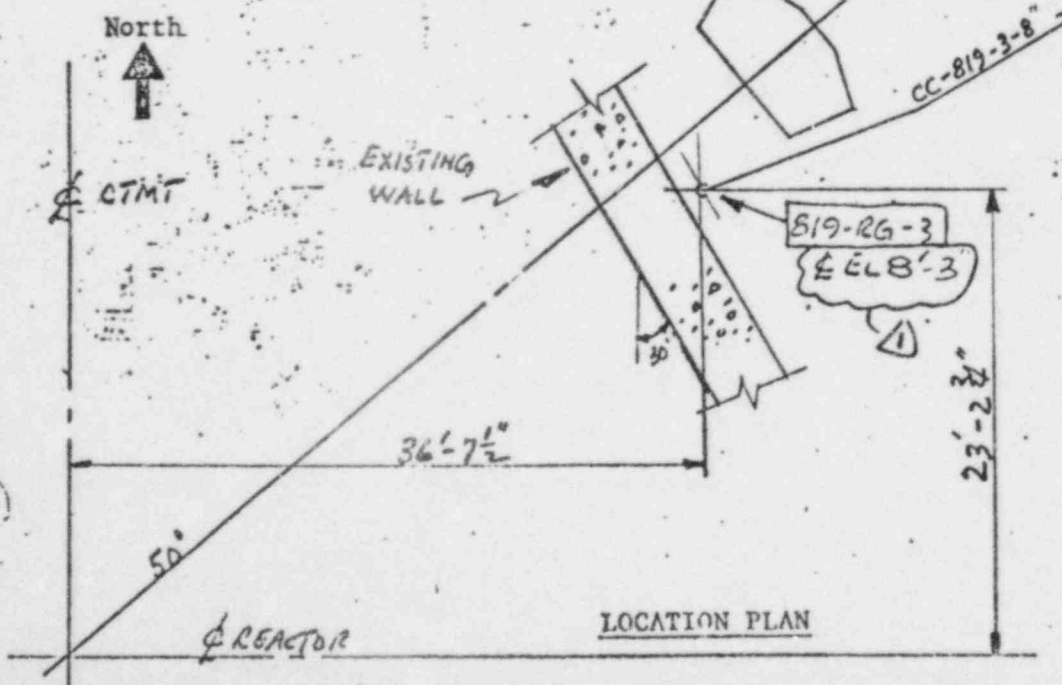 North
CC-819-3-8"
EXISTING
WALL
℄ CTMT
819-RG-3
℄ EL 8'-3"
1
30
23'-2¾"
36'-7½"
50°
LOCATION PLAN
℄ REACTOR